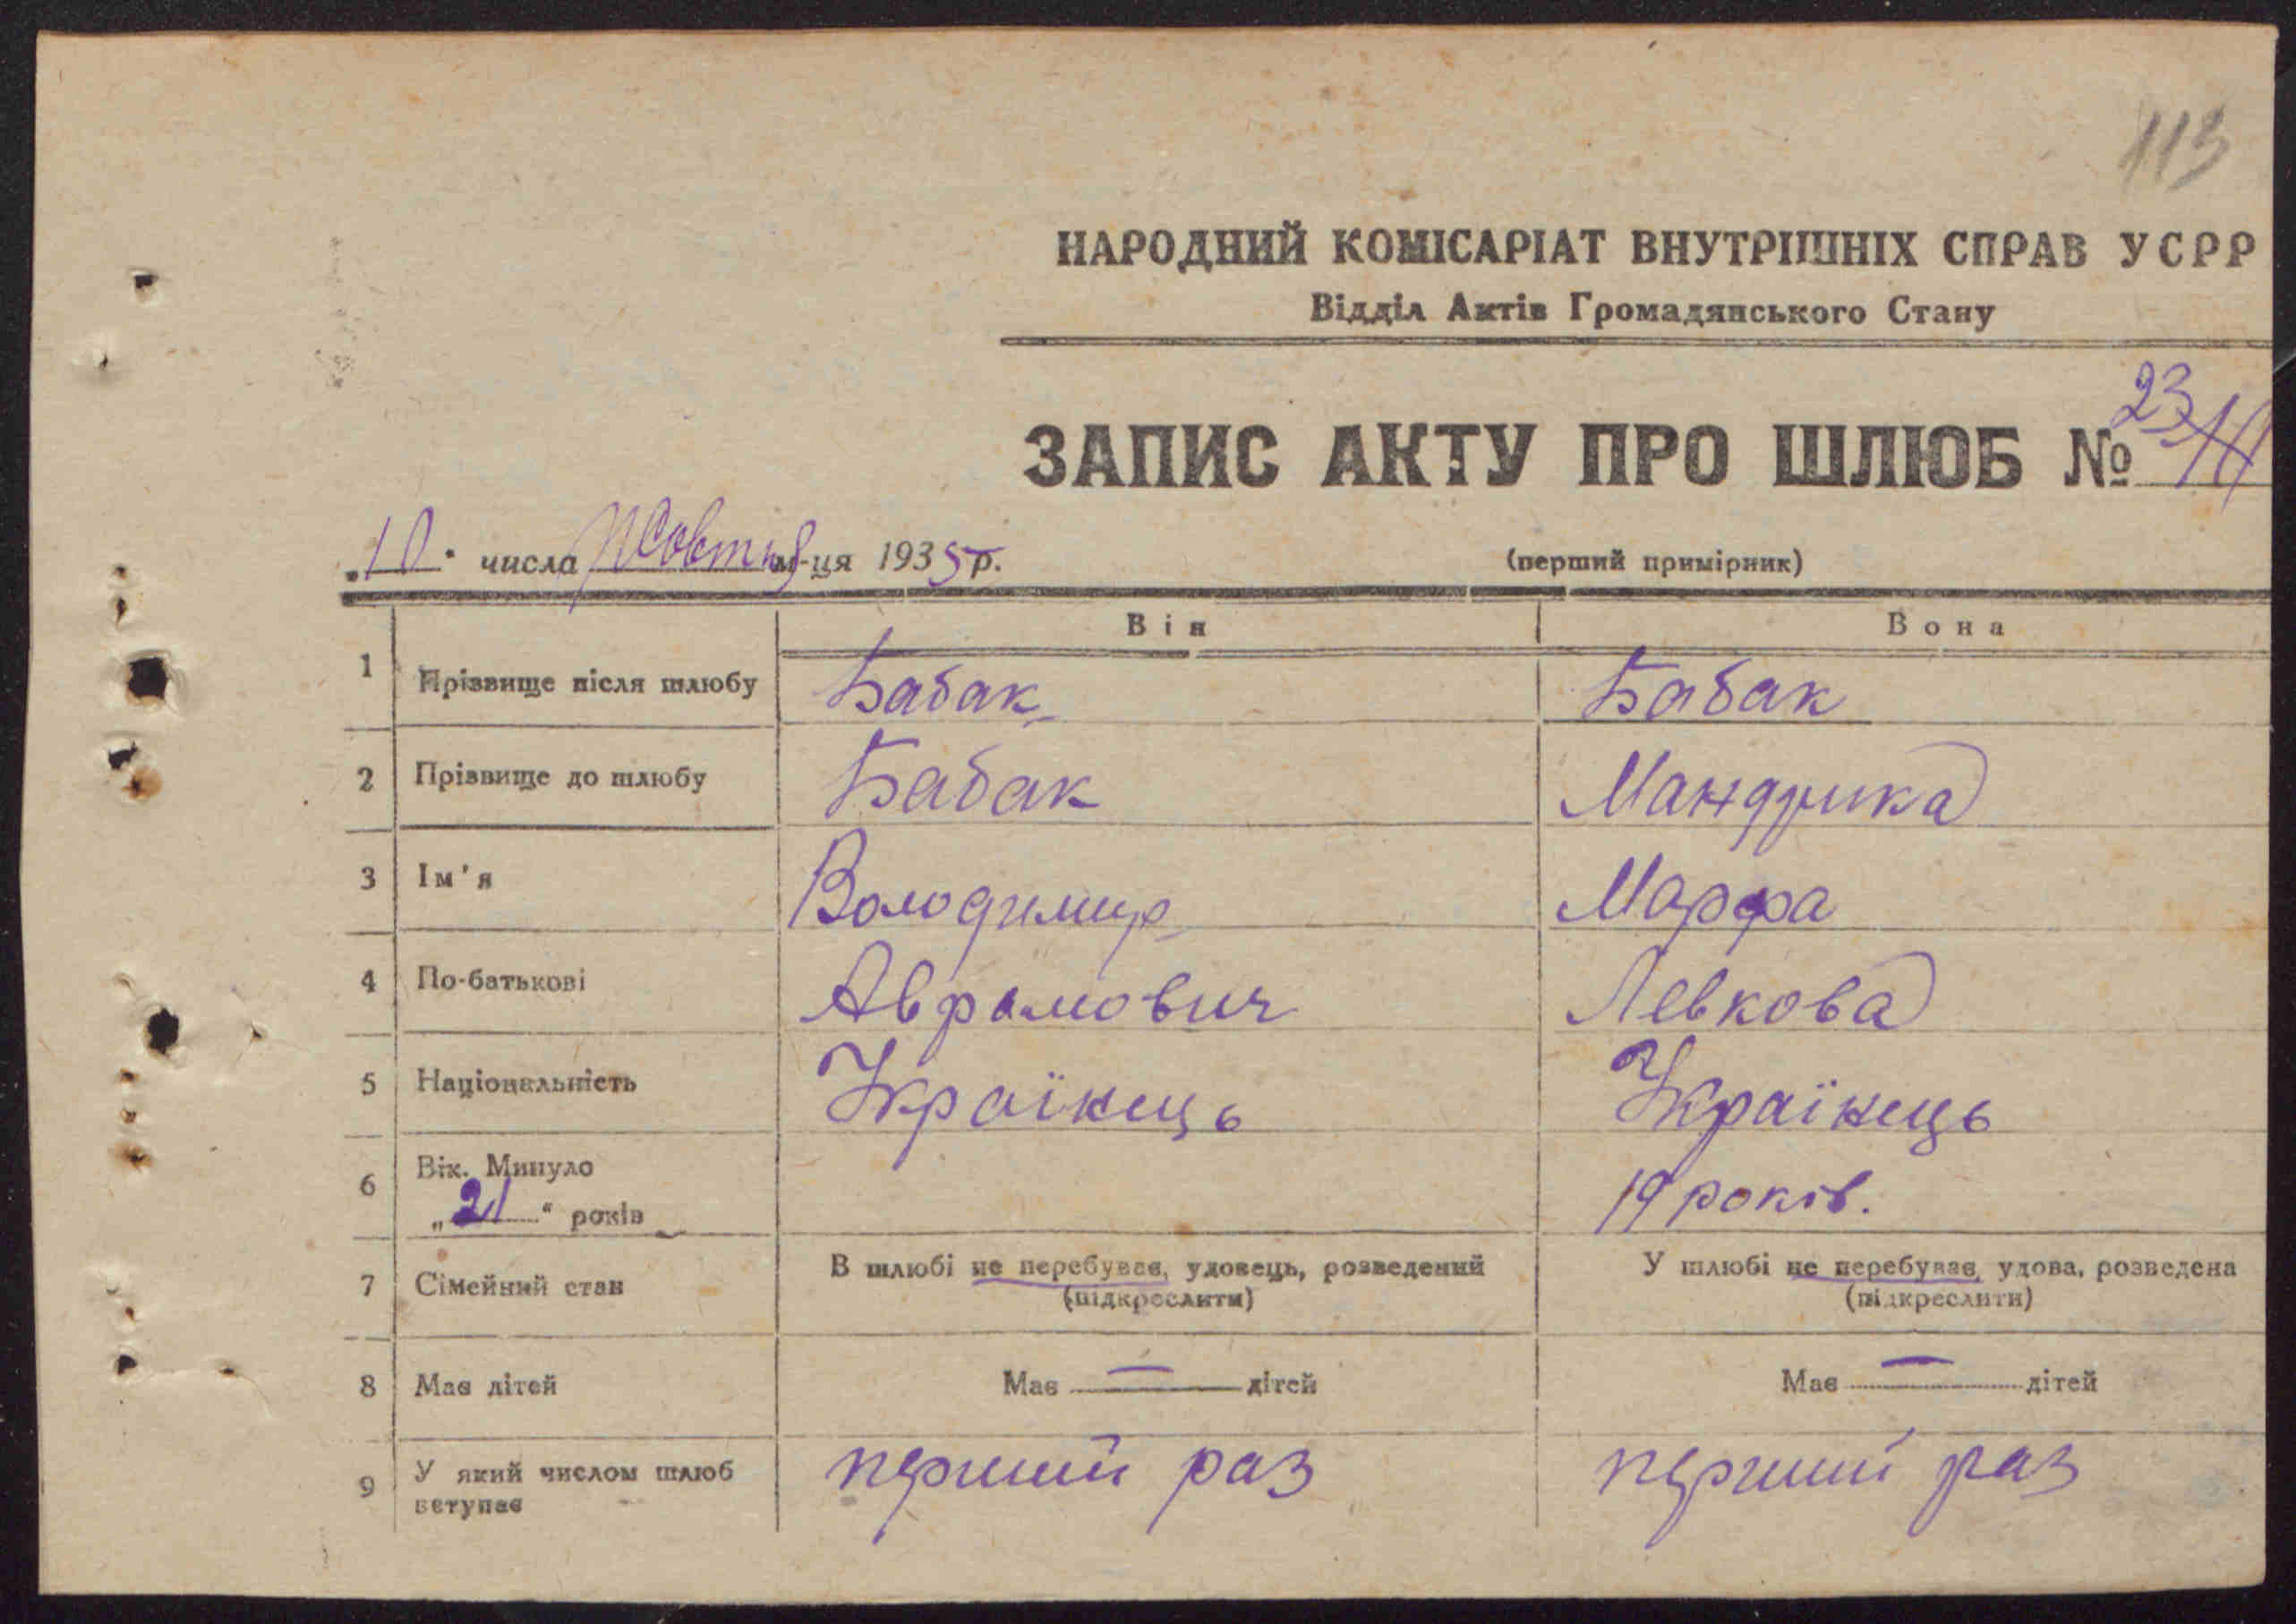 113
НАРОДНИЙ КОМІСАРІАТ ВНУТРІШНІХ СПРАВ УСРР
Відділ Актів Громадянського Стану
ЗАПИС АКТУ ПРО ШЛЮБ № 23
„10" числа Жовтня м-ця 1935 р. (перший примірник)
Він Вона
1 Прізвище після шлюбу Бабак Бабак
2 Прізвище до шлюбу Бабак Мандрика
3 Ім'я Володимир Марфа
4 По-батькові Аврамович Левкова
5 Національність Українець Українець
6 Вік. Минуло „21" років 19 років.
7 Сімейний стан В шлюбі не перебуває, удовець, розведений (підкреслити) У шлюбі не перебуває, удова, розведена (підкреслити)
8 Має дітей Має — дітей Має — дітей
9 У який числом шлюб вступає перший раз перший раз